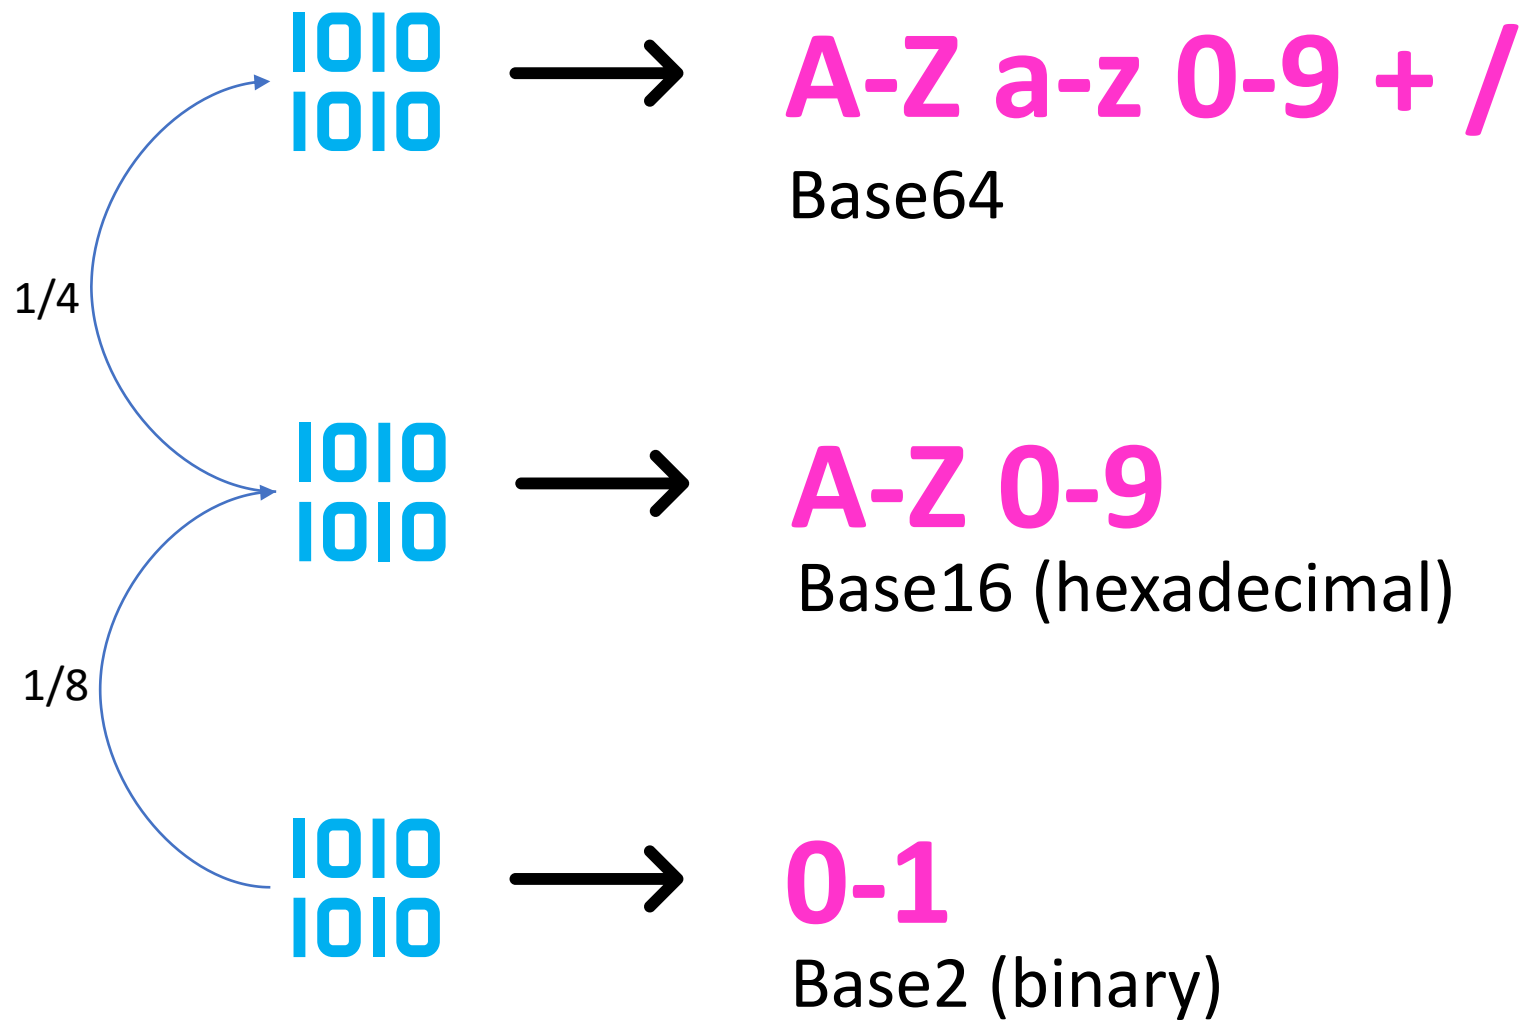 1010
1010
A-Z a-z 0-9 + /
Base64
1/4
1010
1010
A-Z 0-9
Base16 (hexadecimal)
1/8
1010
1010
0-1
Base2 (binary)